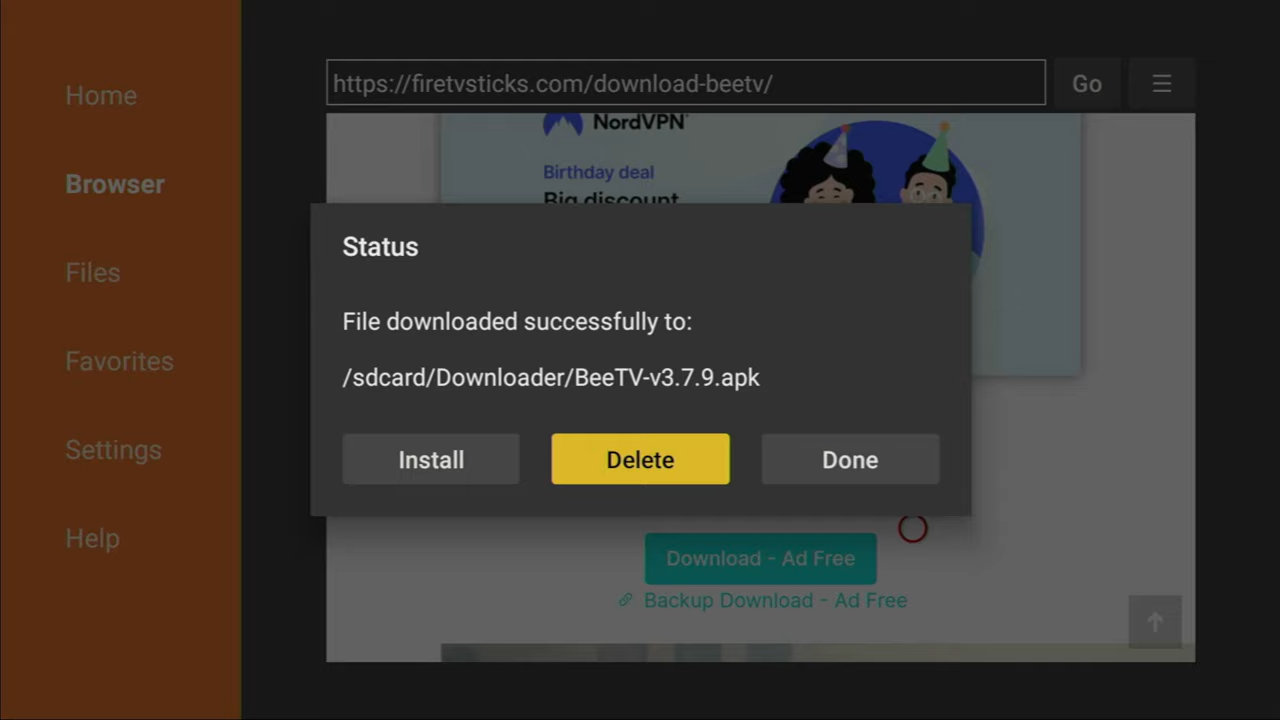 Home
Browser
Files
Favorites
Settings
Help
https://firetvsticks.com/download-beetv/
Go
NordVPN
Birthday deal
Big discount
Status
File downloaded successfully to:
/sdcard/Downloader/BeeTV-v3.7.9.apk
Install
Delete
Done
Download - Ad Free
Backup Download - Ad Free